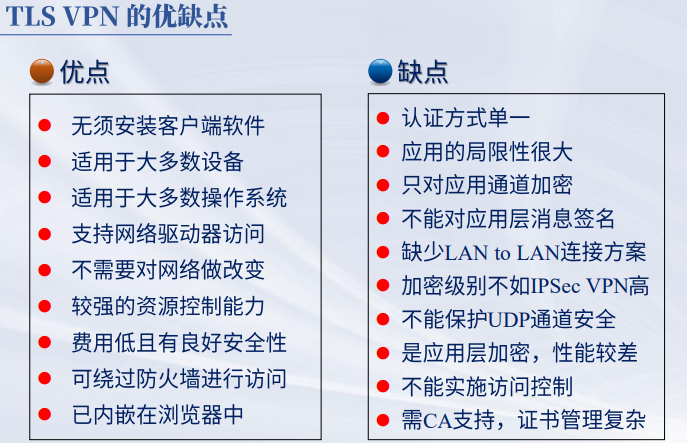 TLS VPN 的优缺点
优点
无须安装客户端软件
适用于大多数设备
适用于大多数操作系统
支持网络驱动器访问
不需要对网络做改变
较强的资源控制能力
费用低且有良好安全性
可绕过防火墙进行访问
已内嵌在浏览器中
缺点
认证方式单一
应用的局限性很大
只对应用通道加密
不能对应用层消息签名
缺少LAN to LAN连接方案
加密级别不如IPSec VPN高
不能保护UDP通道安全
是应用层加密，性能较差
不能实施访问控制
需CA支持，证书管理复杂